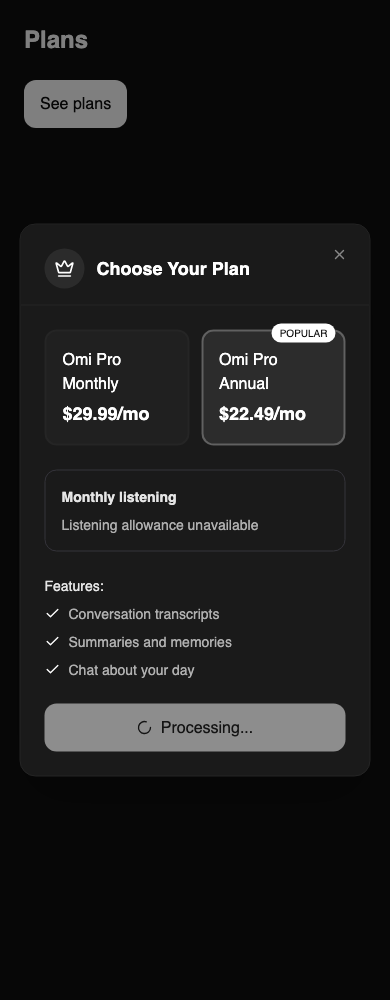 Plans
See plans
Choose Your Plan
POPULAR
Omi Pro
Monthly
$29.99/mo
Omi Pro
Annual
$22.49/mo
Monthly listening
Listening allowance unavailable
Features:
Conversation transcripts
Summaries and memories
Chat about your day
Processing...